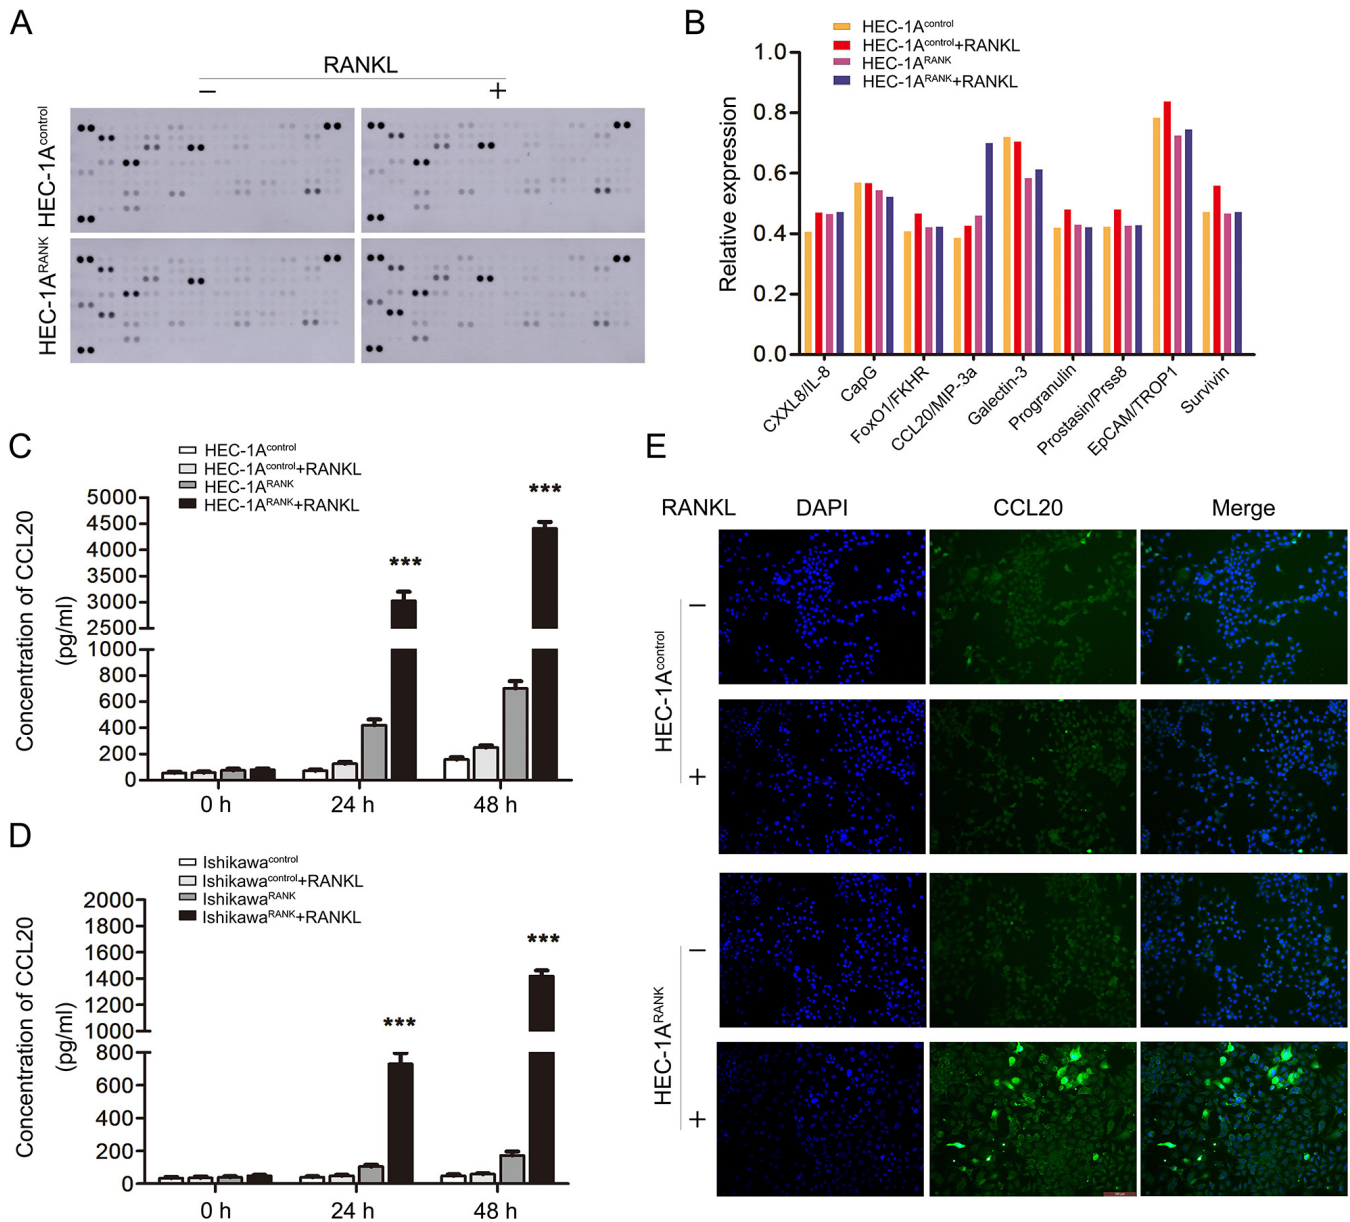 A
RANKL
− +
HEC-1Acontrol
HEC-1ARANK
B
HEC-1Acontrol
HEC-1Acontrol+RANKL
HEC-1ARANK
HEC-1ARANK+RANKL
Relative expression
1.0
0.8
0.6
0.4
0.2
0.0
CXXL8/IL-8
CapG
FoxO1/FKHR
CCL20/MIP-3a
Galectin-3
Progranulin
Prostasin/Prss8
EpCAM/TROP1
Survivin
C
HEC-1Acontrol
HEC-1Acontrol+RANKL
HEC-1ARANK
HEC-1ARANK+RANKL
Concentration of CCL20
(pg/ml)
5000
4500
4000
3500
3000
2500
1000
800
600
400
200
0
***
***
0 h 24 h 48 h
D
Ishikawacontrol
Ishikawacontrol+RANKL
IshikawaRANK
IshikawaRANK+RANKL
Concentration of CCL20
(pg/ml)
2000
1800
1600
1400
1200
1000
800
600
400
200
0
***
***
0 h 24 h 48 h
E
RANKL DAPI CCL20 Merge
HEC-1Acontrol
−
+
HEC-1ARANK
−
+